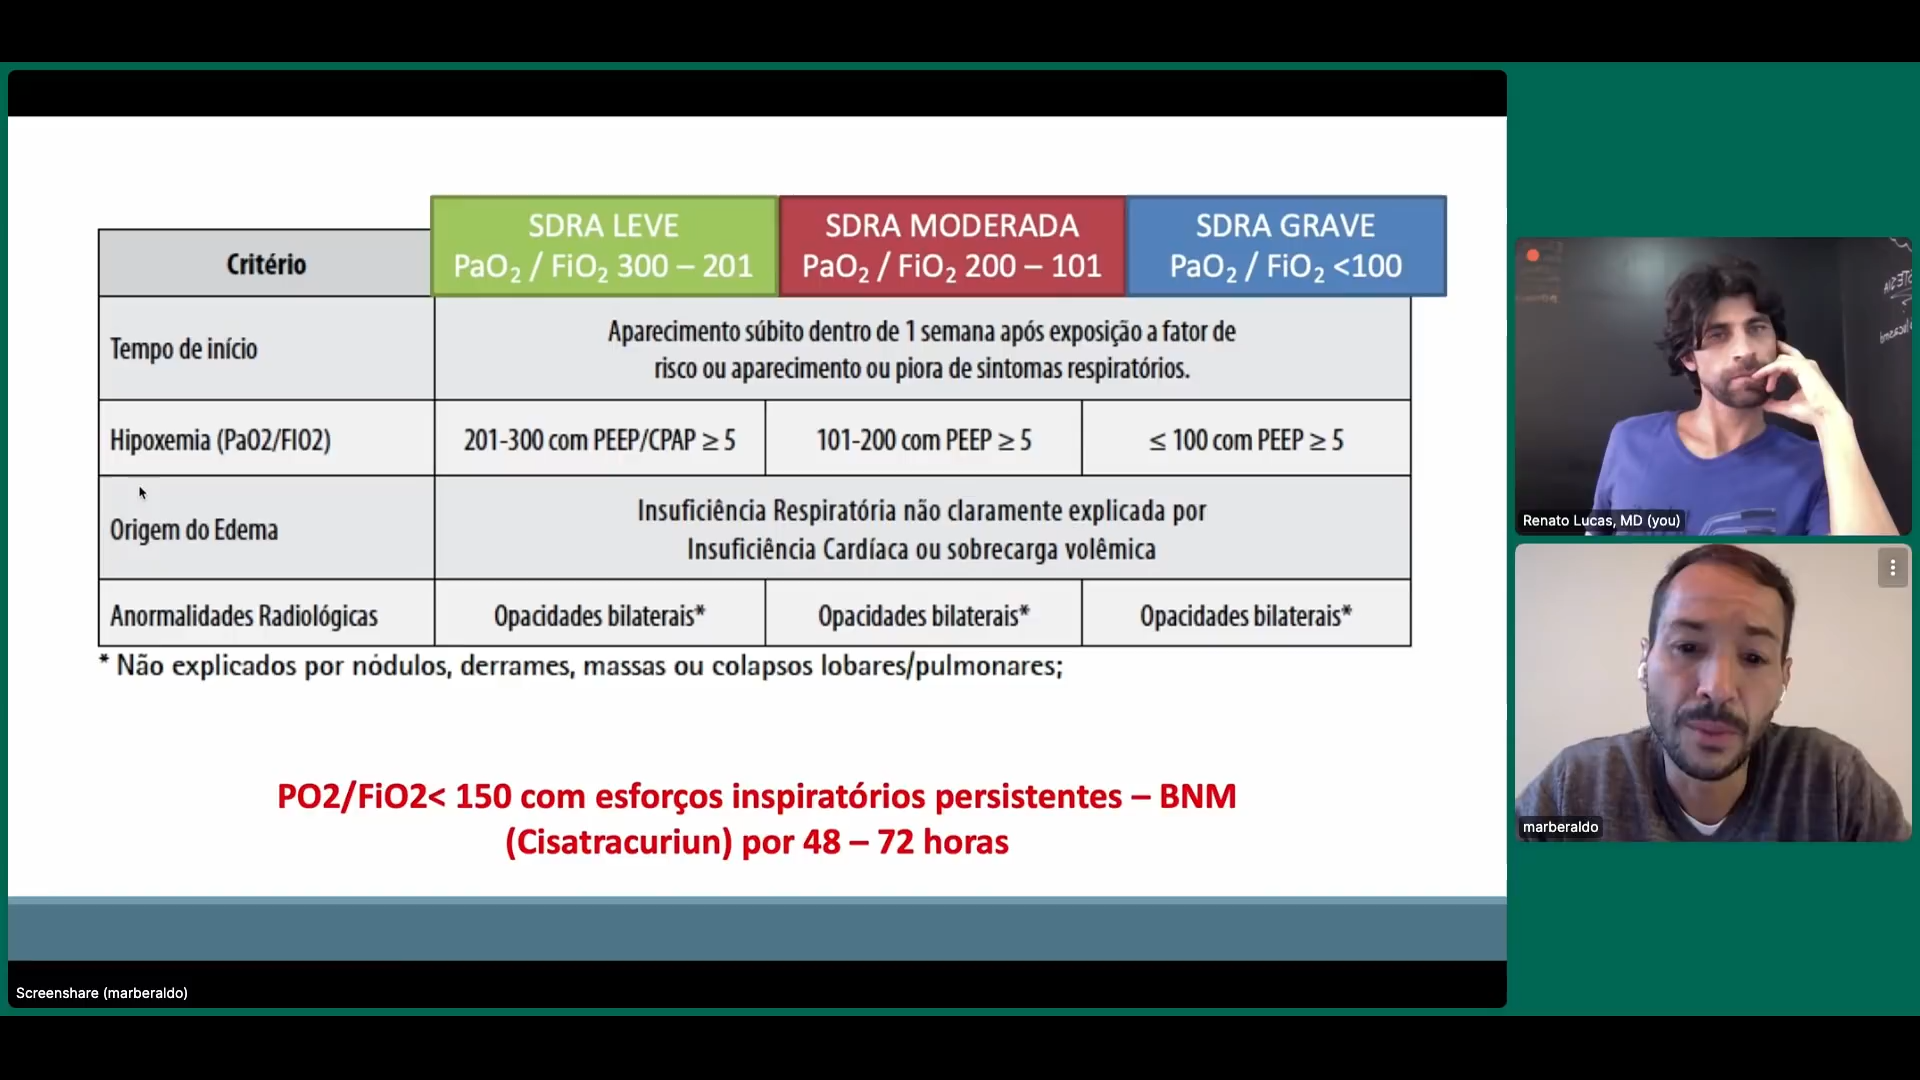 SDRA LEVE
PaO₂ / FiO₂ 300 – 201
SDRA MODERADA
PaO₂ / FiO₂ 200 – 101
SDRA GRAVE
PaO₂ / FiO₂ <100
Critério
Tempo de início
Aparecimento súbito dentro de 1 semana após exposição a fator de
risco ou aparecimento ou piora de sintomas respiratórios.
Hipoxemia (PaO2/FIO2)
201-300 com PEEP/CPAP ≥ 5
101-200 com PEEP ≥ 5
≤ 100 com PEEP ≥ 5
Origem do Edema
Insuficiência Respiratória não claramente explicada por
Insuficiência Cardíaca ou sobrecarga volêmica
Anormalidades Radiológicas
Opacidades bilaterais*
Opacidades bilaterais*
Opacidades bilaterais*
* Não explicados por nódulos, derrames, massas ou colapsos lobares/pulmonares;
PO2/FiO2< 150 com esforços inspiratórios persistentes – BNM
(Cisatracuriun) por 48 – 72 horas
Screenshare (marberaldo)
Renato Lucas, MD (you)
marberaldo